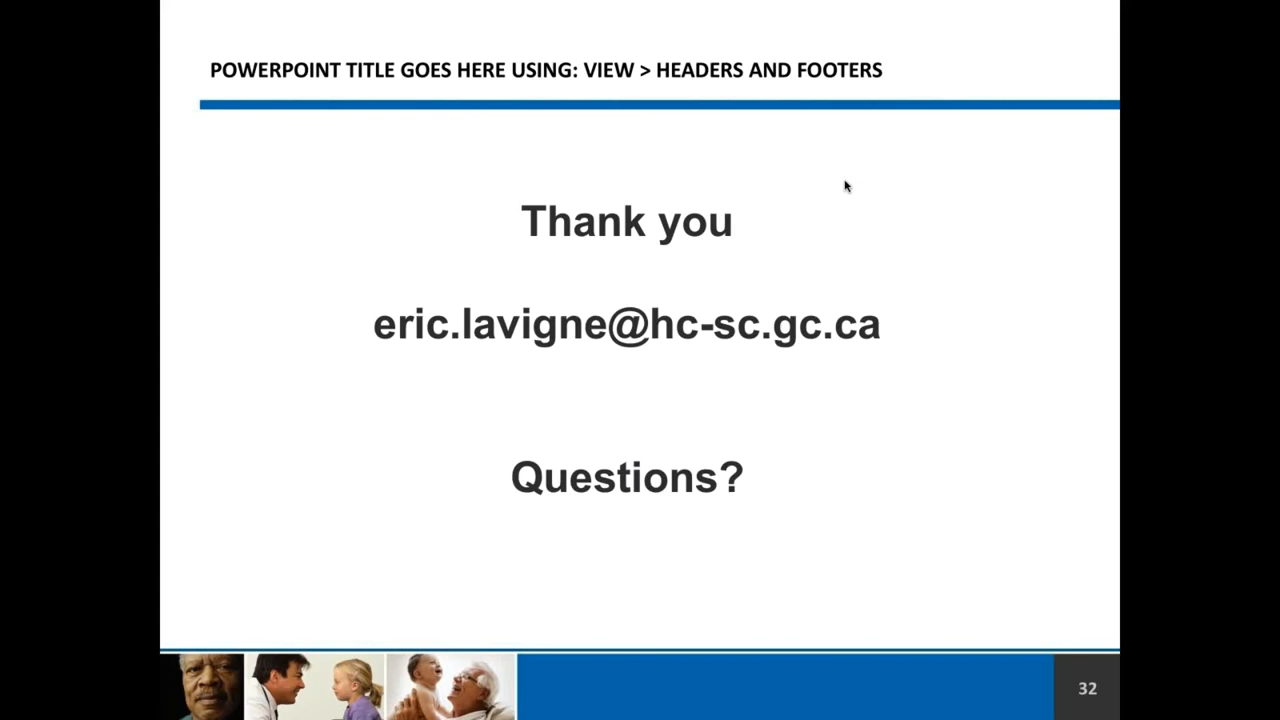 POWERPOINT TITLE GOES HERE USING: VIEW > HEADERS AND FOOTERS
Thank you
eric.lavigne@hc-sc.gc.ca
Questions?
32